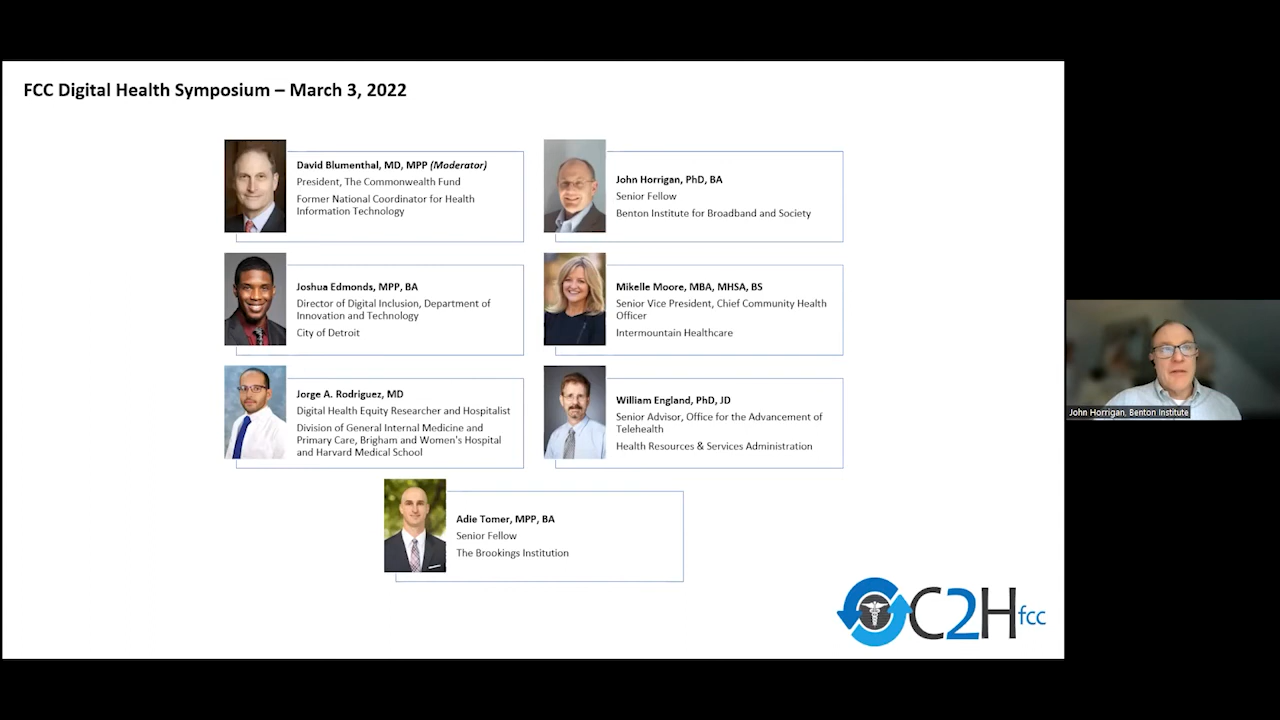 FCC Digital Health Symposium – March 3, 2022
David Blumenthal, MD, MPP (Moderator)
President, The Commonwealth Fund
Former National Coordinator for Health
Information Technology
John Horrigan, PhD, BA
Senior Fellow
Benton Institute for Broadband and Society
Joshua Edmonds, MPP, BA
Director of Digital Inclusion, Department of
Innovation and Technology
City of Detroit
Mikelle Moore, MBA, MHSA, BS
Senior Vice President, Chief Community Health
Officer
Intermountain Healthcare
Jorge A. Rodriguez, MD
Digital Health Equity Researcher and Hospitalist
Division of General Internal Medicine and
Primary Care, Brigham and Women's Hospital
and Harvard Medical School
William England, PhD, JD
Senior Advisor, Office for the Advancement of
Telehealth
Health Resources & Services Administration
Adie Tomer, MPP, BA
Senior Fellow
The Brookings Institution
C2Hfcc
John Horrigan, Benton Institute